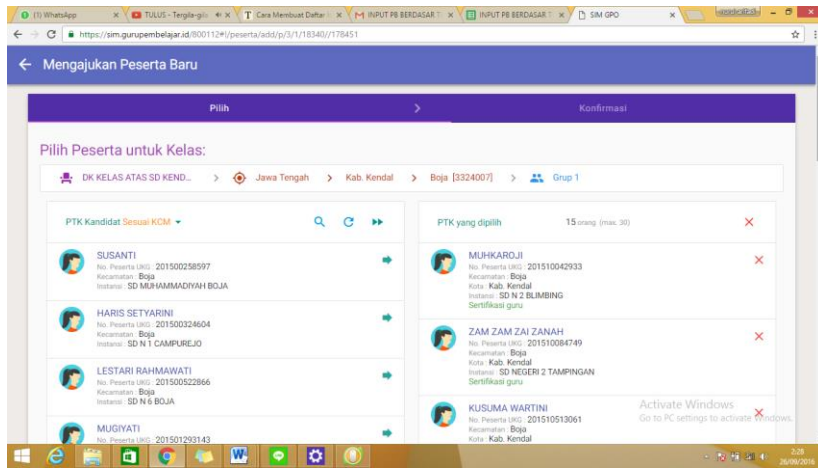 (1) WhatsApp
TULUS - Tergila-gil
Cara Membuat Daftar
INPUT PB BERDASAR T
INPUT PB BERDASAR T
SIM GPO
https://sim.gurupembelajar.id/800112#!/peserta/add/p/3/1/18340//178451
Mengajukan Peserta Baru
Pilih
Konfirmasi
Pilih Peserta untuk Kelas:
DK KELAS ATAS SD KEND... > Jawa Tengah > Kab. Kendal > Boja [3324007] > Grup 1
PTK Kandidat Sesuai KCM
SUSANTI
No. Peserta UKG : 201500258597
Kecamatan : Boja
Instansi : SD MUHAMMADIYAH BOJA
HARIS SETYARINI
No. Peserta UKG : 201500324604
Kecamatan : Boja
Instansi : SD N 1 CAMPUREJO
LESTARI RAHMAWATI
No. Peserta UKG : 201500522866
Kecamatan : Boja
Instansi : SD N 6 BOJA
MUGIYATI
No. Peserta UKG : 201501293143
PTK yang dipilih 15 orang (max. 30)
MUHKAROJI
No. Peserta UKG : 201510042933
Kecamatan : Boja
Kota : Kab. Kendal
Instansi : SD N 2 BLIMBING
Sertifikasi guru
ZAM ZAM ZAI ZANAH
No. Peserta UKG : 201510084749
Kecamatan : Boja
Kota : Kab. Kendal
Instansi : SD NEGERI 2 TAMPINGAN
Sertifikasi guru
KUSUMA WARTINI
No. Peserta UKG : 201510513061
Kecamatan : Boja
Kota : Kab. Kendal
Activate Windows
Go to PC settings to activate Windows.
2:28
26/09/2016